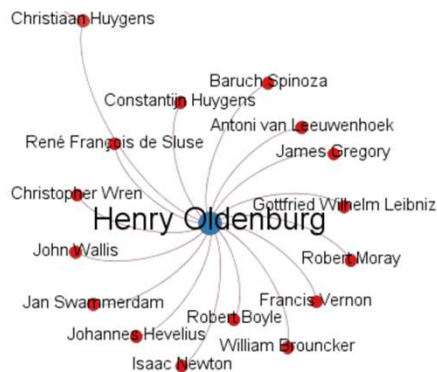 Christiaan Huygens
Baruch Spinoza
Constantijn Huygens
Antoni van Leeuwenhoek
René François de Sluse
James Gregory
Christopher Wren
Gottfried Wilhelm Leibniz
Henry Oldenburg
John Wallis
Robert Moray
Jan Swammerdam
Francis Vernon
Robert Boyle
Johannes Hevelius
William Brouncker
Isaac Newton